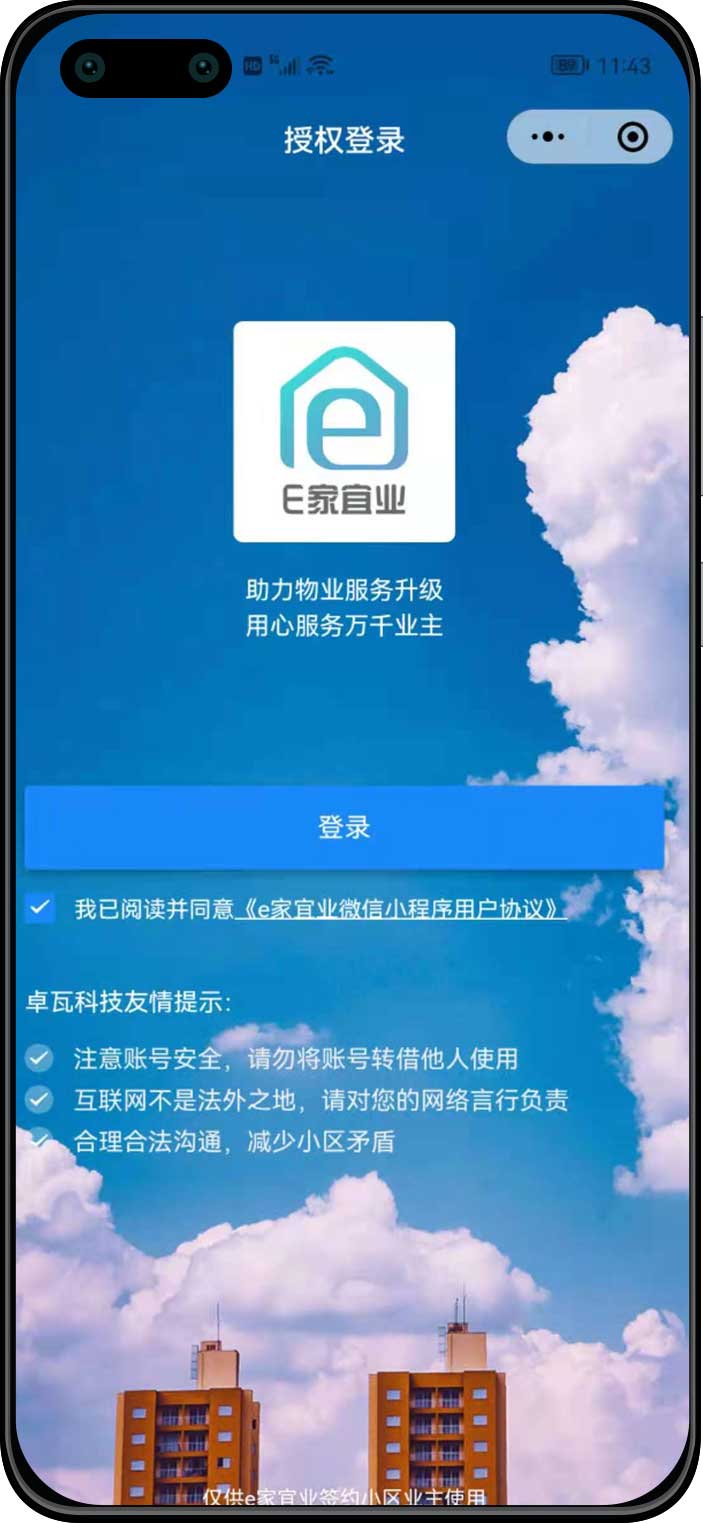 HD 5G 89 11:43
授权登录
e
E家宜业
助力物业服务升级
用心服务万千业主
登录
我已阅读并同意《e家宜业微信小程序用户协议》
卓瓦科技友情提示:
注意账号安全，请勿将账号转借他人使用
互联网不是法外之地，请对您的网络言行负责
合理合法沟通，减少小区矛盾
仅供e家宜业签约小区业主使用